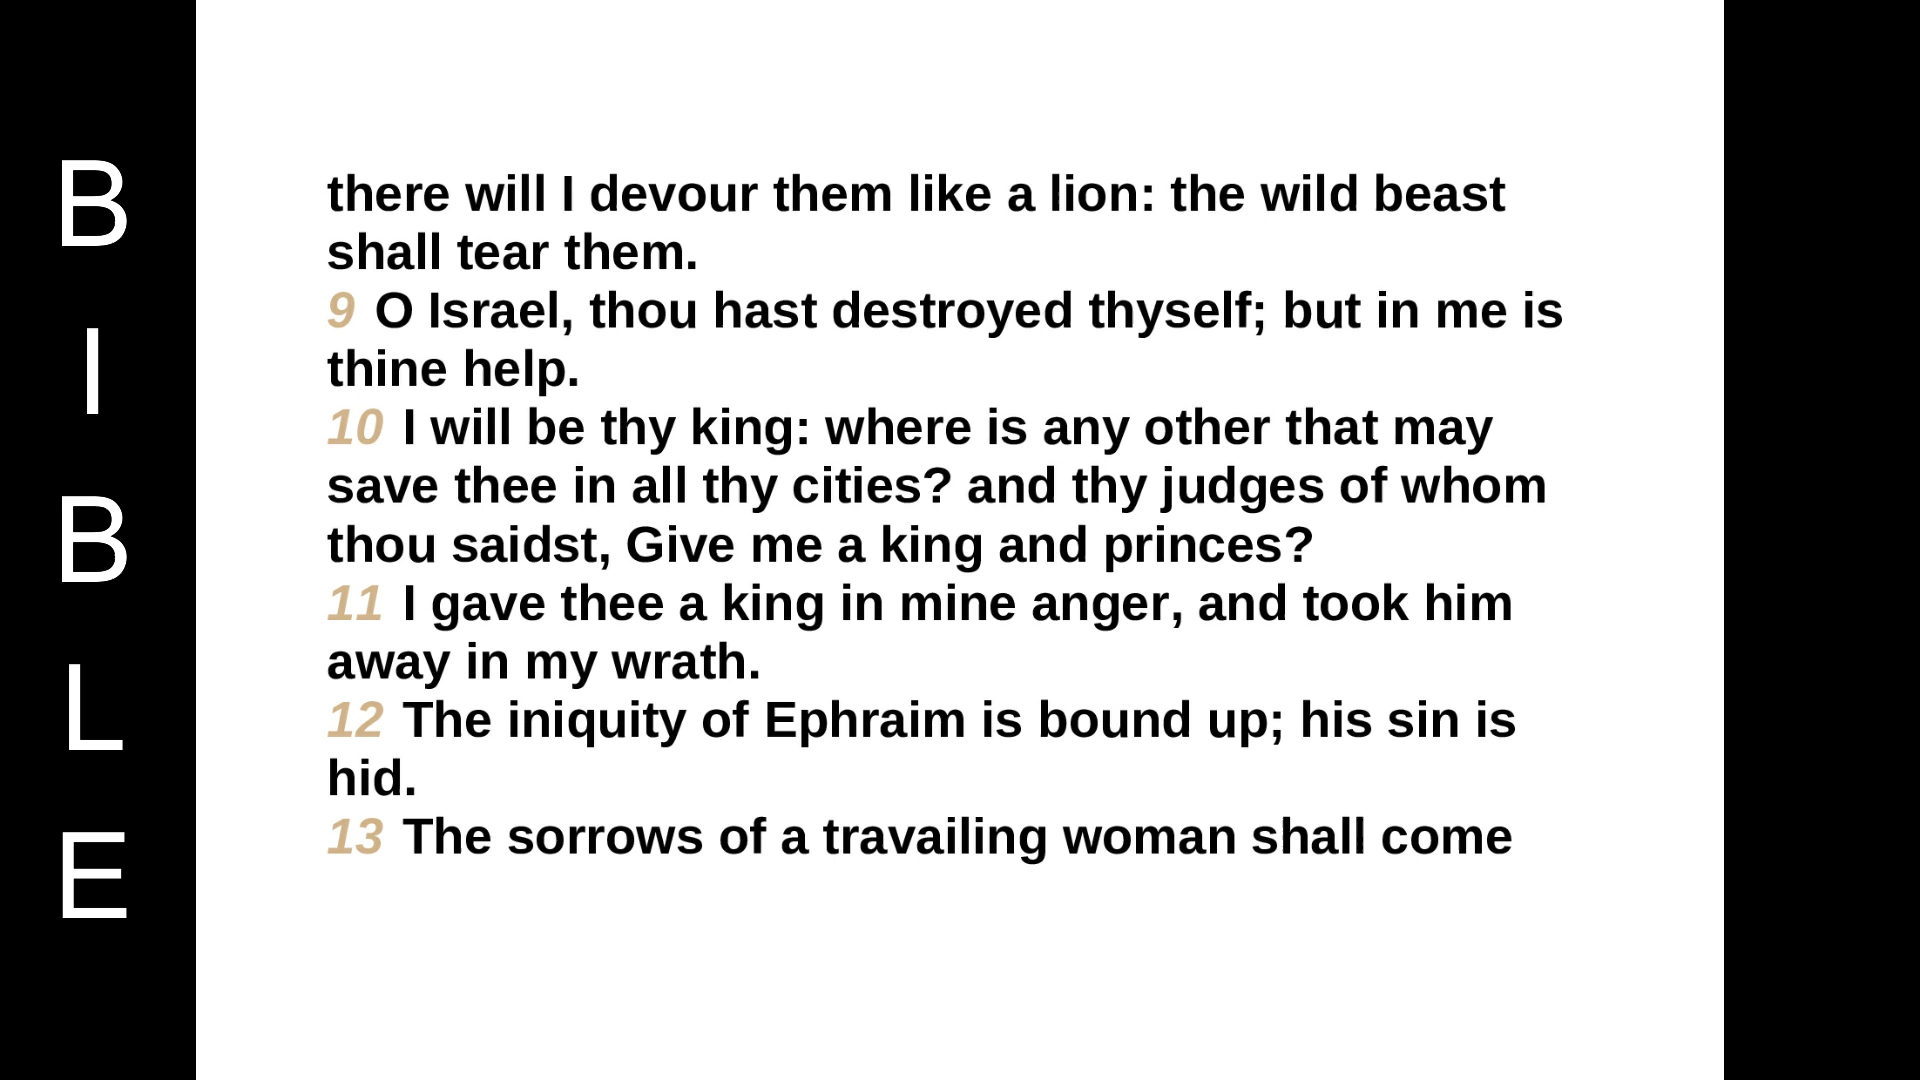 BIBLE
there will I devour them like a lion: the wild beast
shall tear them.
9 O Israel, thou hast destroyed thyself; but in me is
thine help.
10 I will be thy king: where is any other that may
save thee in all thy cities? and thy judges of whom
thou saidst, Give me a king and princes?
11 I gave thee a king in mine anger, and took him
away in my wrath.
12 The iniquity of Ephraim is bound up; his sin is
hid.
13 The sorrows of a travailing woman shall come